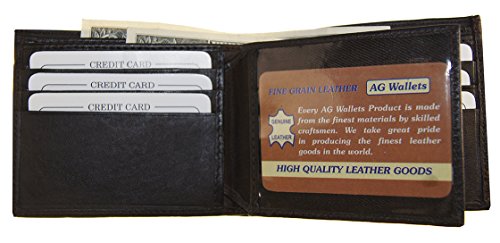 CREDIT CARD
CREDIT CARD
CREDIT CARD
FINE GRAIN LEATHER AG Wallets
GENUINE
LEATHER
Every AG Wallets Product is made
from the finest materials by skilled
craftsmen. We take great pride
in producing the finest leather
goods in the world.
HIGH QUALITY LEATHER GOODS